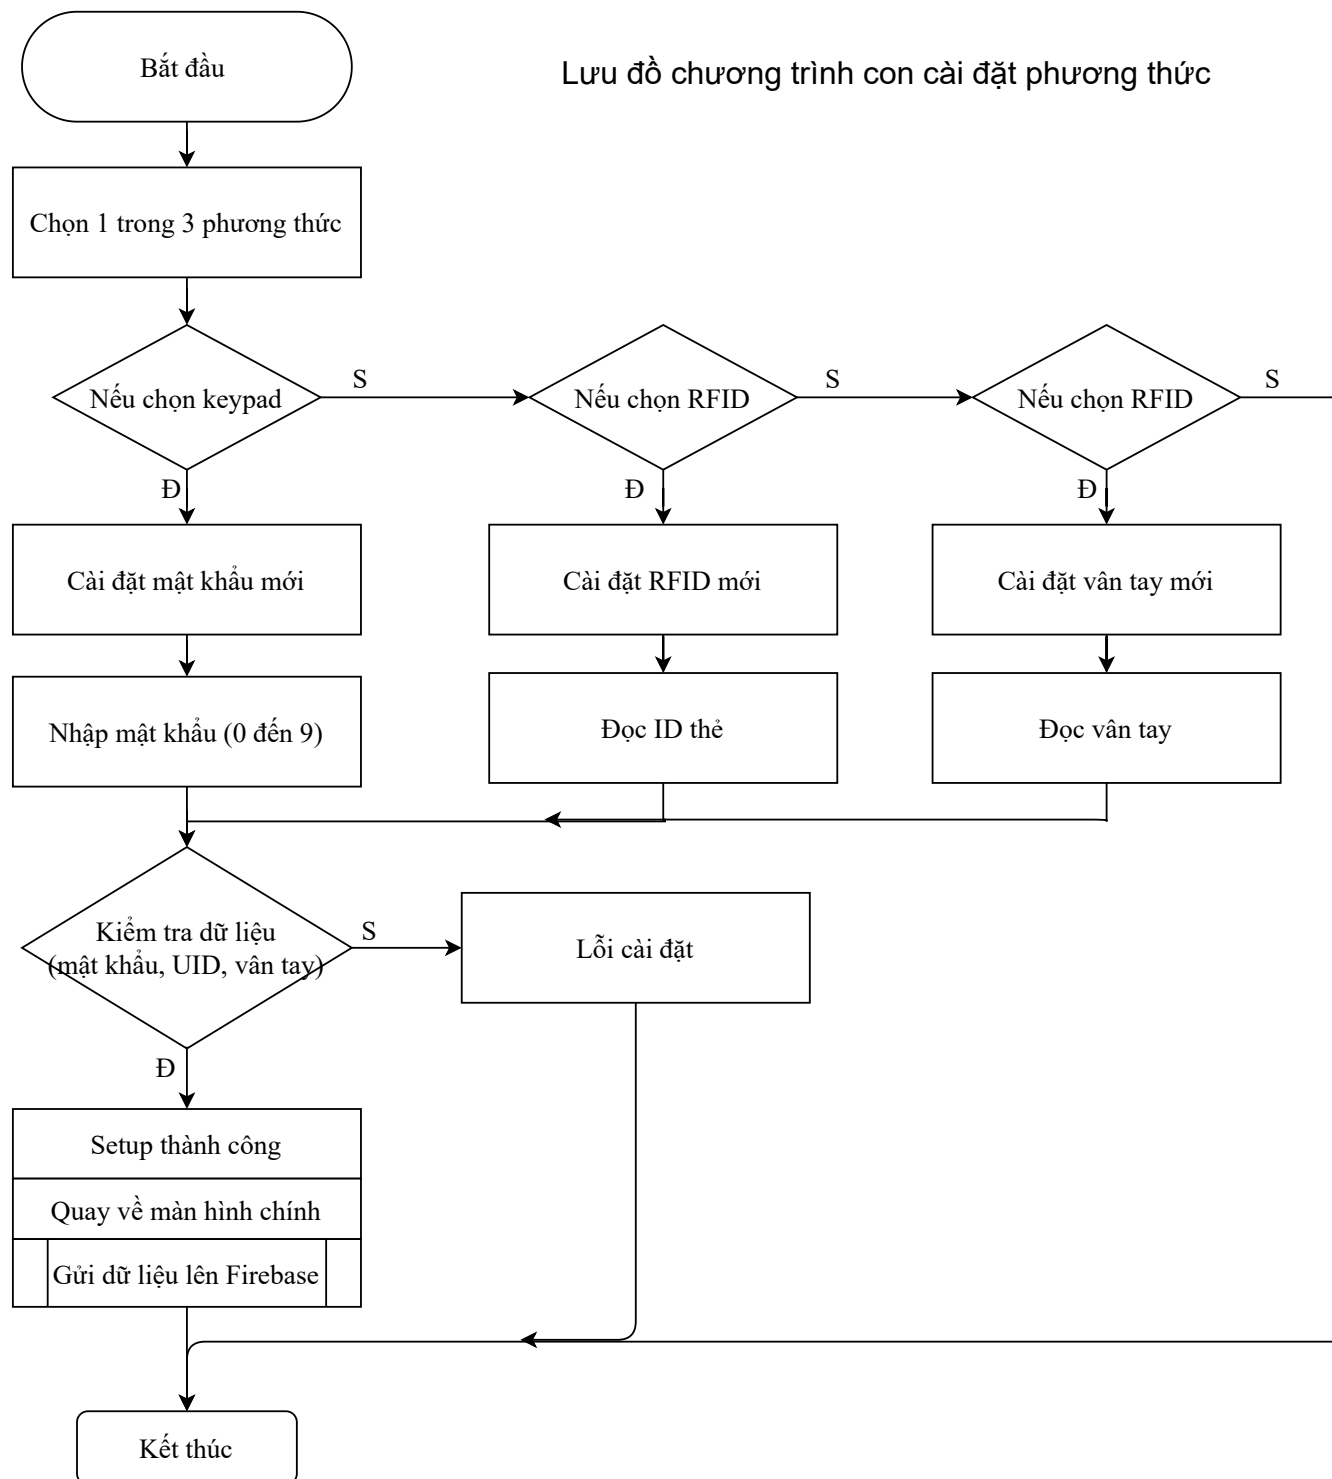 Bắt đầu
Lưu đồ chương trình con cài đặt phương thức
Chọn 1 trong 3 phương thức
Nếu chọn keypad
S
Nếu chọn RFID
S
Nếu chọn RFID
S
Đ
Đ
Đ
Cài đặt mật khẩu mới
Cài đặt RFID mới
Cài đặt vân tay mới
Nhập mật khẩu (0 đến 9)
Đọc ID thẻ
Đọc vân tay
Kiểm tra dữ liệu
(mật khẩu, UID, vân tay)
S
Lỗi cài đặt
Đ
Setup thành công
Quay về màn hình chính
Gửi dữ liệu lên Firebase
Kết thúc